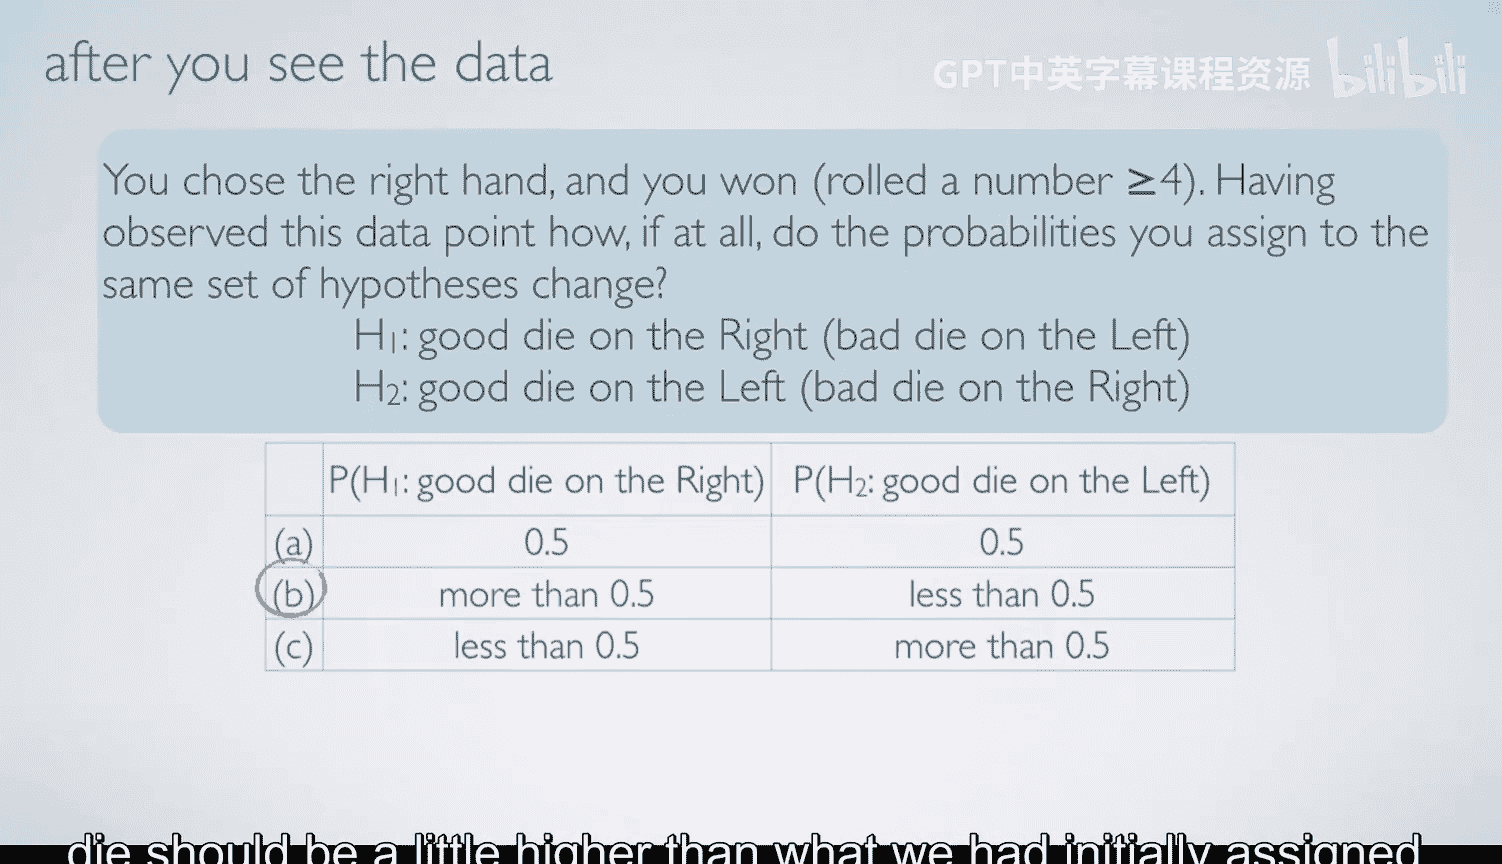 after you see the data
GPT中英字幕课程资源 bilibili
You chose the right hand, and you won (rolled a number ≥4). Having
observed this data point how, if at all, do the probabilities you assign to the
same set of hypotheses change?
H₁: good die on the Right (bad die on the Left)
H₂: good die on the Left (bad die on the Right)
P(H₁: good die on the Right) P(H₂: good die on the Left)
(a) 0.5 0.5
(b) more than 0.5 less than 0.5
(c) less than 0.5 more than 0.5
die should be a little higher than what we had initially assigned